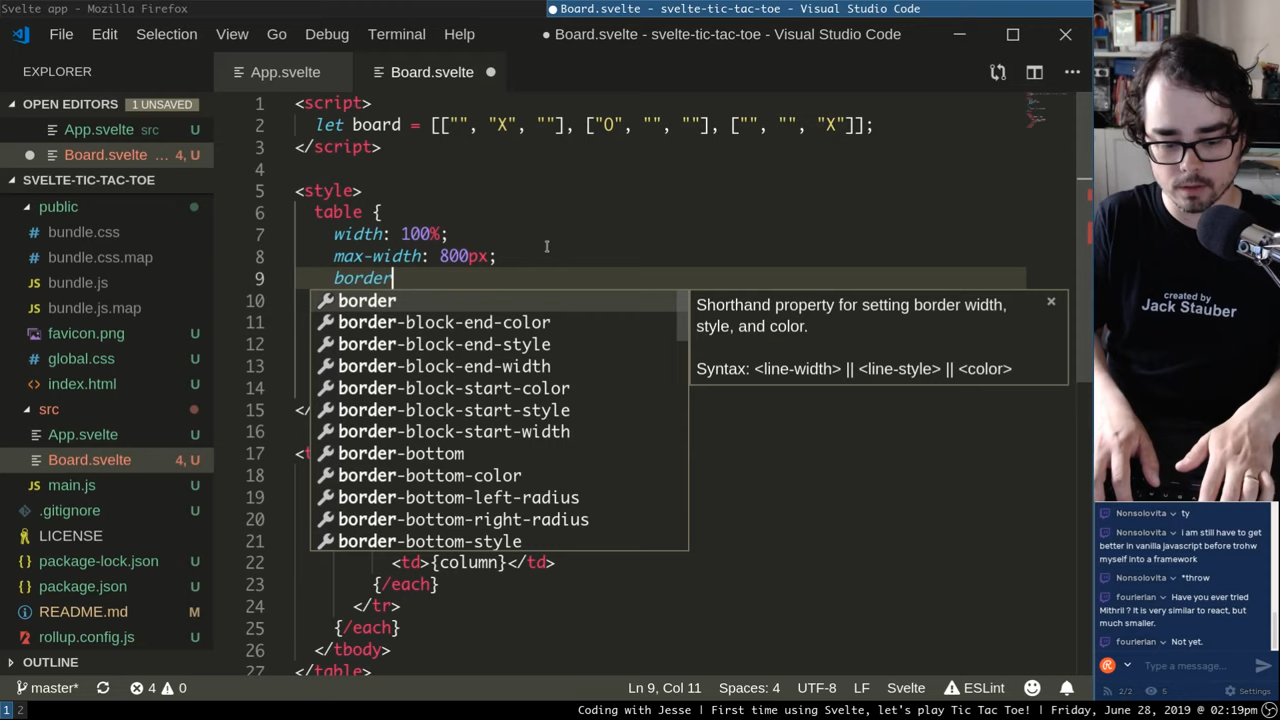 Svelte app - Mozilla Firefox
Board.svelte - svelte-tic-tac-toe - Visual Studio Code
File Edit Selection View Go Debug Terminal Help
● Board.svelte - svelte-tic-tac-toe - Visual Studio Code
EXPLORER
App.svelte
Board.svelte
OPEN EDITORS 1 UNSAVED
App.svelte src U
Board.svelte ... 4, U
SVELTE-TIC-TAC-TOE
public
bundle.css
bundle.css.map
bundle.js
bundle.js.map
favicon.png U
global.css U
index.html U
src
App.svelte U
Board.svelte 4, U
main.js U
.gitignore U
LICENSE
package-lock.json U
package.json U
README.md M
rollup.config.js U
OUTLINE
1 <script>
2 let board = [["", "X", ""], ["O", "", ""], ["", "", "X"]];
3 </script>
4
5 <style>
6 table {
7 width: 100%;
8 max-width: 800px;
9 border
10
11
12
13
14
15 </
16
17 <t
18
19
20
21
22 <td>{column}</td>
23 {/each}
24 </tr>
25 {/each}
26 </tbody>
27 </table>
border
border-block-end-color
border-block-end-style
border-block-end-width
border-block-start-color
border-block-start-style
border-block-start-width
border-bottom
border-bottom-color
border-bottom-left-radius
border-bottom-right-radius
border-bottom-style
Shorthand property for setting border width,
style, and color.
Syntax: <line-width> || <line-style> || <color>
master* 4 0
Ln 9, Col 11 Spaces: 4 UTF-8 LF Svelte ESLint
created by
Jack Stauber
Nonsolovita ty
Nonsolovita i am still have to get
better in vanilla javascript before trohw
myself into a framework
Nonsolovita *throw
fourierian Have you ever tried
Mithril ? It is very similar to react, but
much smaller.
fourierian Not yet.
Type a message...
2/2 5 Settings
1 2
Coding with Jesse | First time using Svelte, let's play Tic Tac Toe! | Friday, June 28, 2019 @ 02:19pm